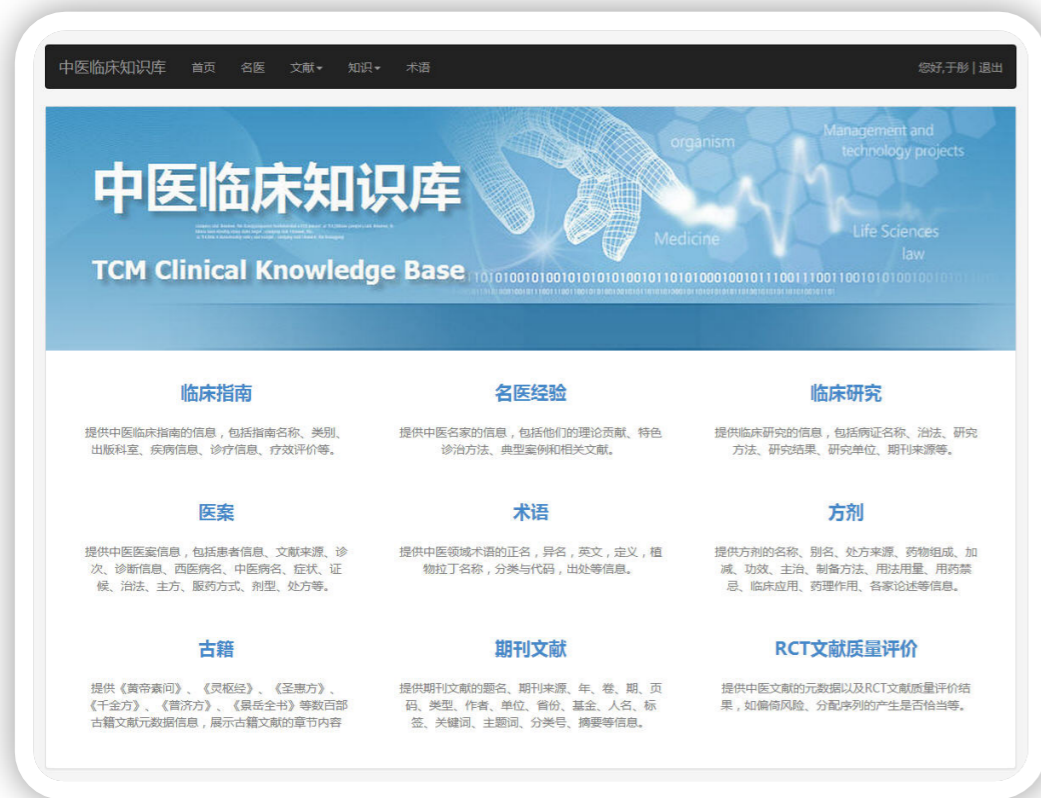 中医临床知识库 首页 名医 文献 知识 术语 您好,于彤 | 退出
organism
Management and
technology projects
中医临床知识库
Medicine
Life Sciences
law
TCM Clinical Knowledge Base
临床指南 名医经验 临床研究
提供中医临床指南的信息，包括指南名称、类别、
出版科室、疾病信息、诊疗信息、疗效评价等。
提供中医名家的信息，包括他们的理论贡献、特色
诊治方法、典型案例和相关文献。
提供临床研究的信息，包括病证名称、治法、研究
方法、研究结果、研究单位、期刊来源等。
医案 术语 方剂
提供中医医案信息，包括患者信息、文献来源、诊
次、诊断信息、西医病名、中医病名、症状、证
候、治法、主方、服药方式、剂型、处方等。
提供中医领域术语的正名，异名，英文，定义，植
物拉丁名称，分类与代码，出处等信息。
提供方剂的名称、别名、处方来源、药物组成、加
减、功效、主治、制备方法、用法用量、用药禁
忌、临床应用、药理作用、各家论述等信息。
古籍 期刊文献 RCT文献质量评价
提供《黄帝素问》、《灵枢经》、《圣惠方》、
《千金方》、《普济方》、《景岳全书》等数百部
古籍文献元数据信息，展示古籍文献的章节内容
提供期刊文献的题名、期刊来源、年、卷、期、页
码、类型、作者、单位、省份、基金、人名、标
签、关键词、主题词、分类号、摘要等信息。
提供中医文献的元数据以及RCT文献质量评价结
果，如偏倚风险、分配序列的产生是否恰当等。